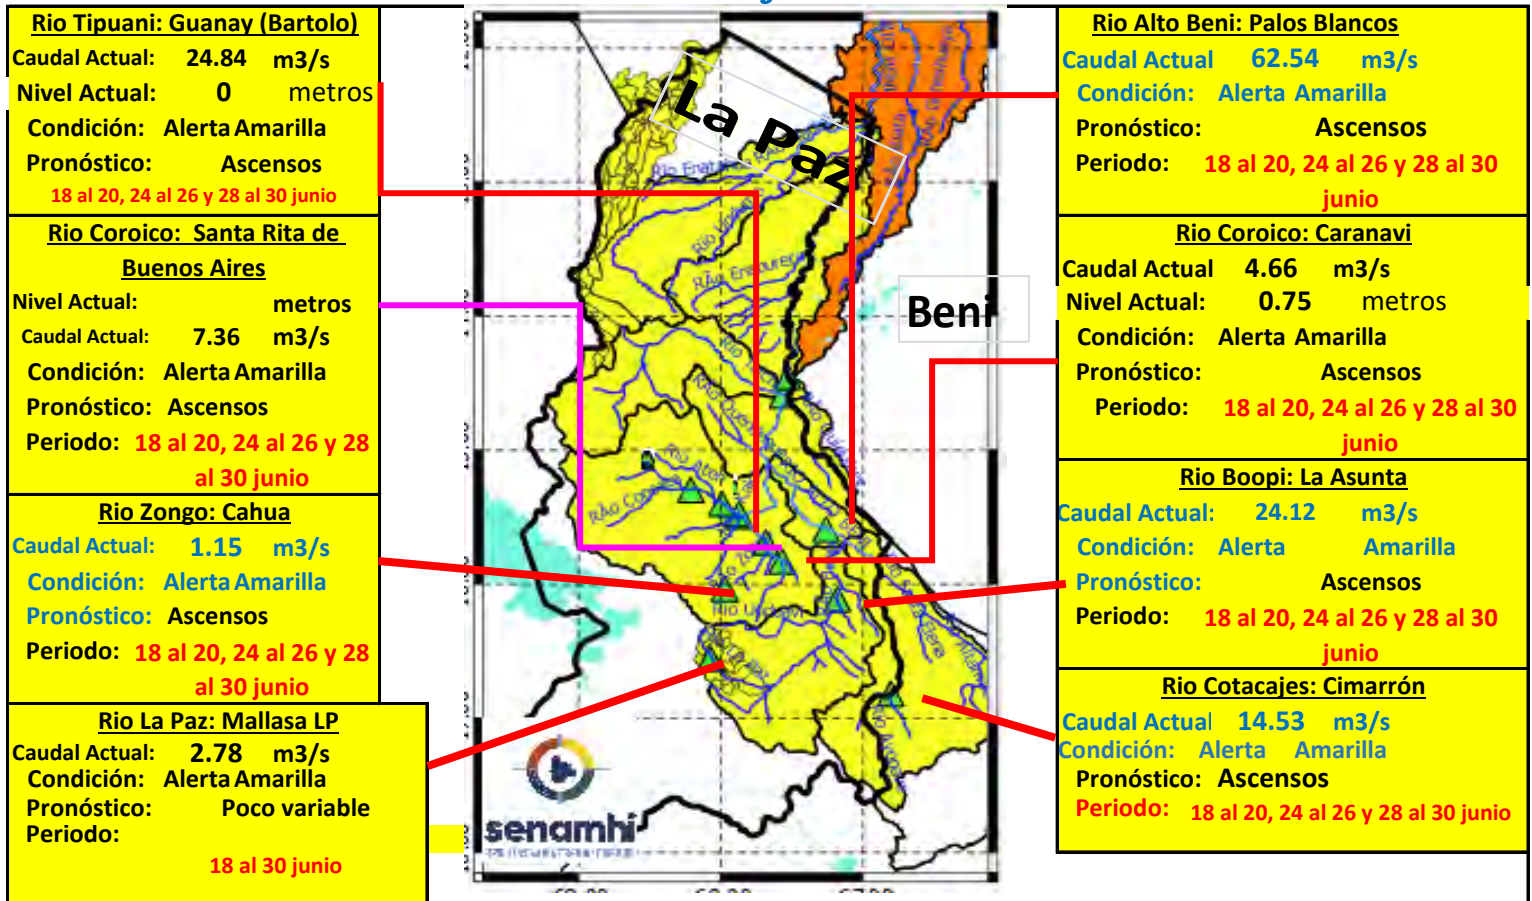 Rio Tipuani: Guanay (Bartolo)
Caudal Actual: 24.84 m3/s
Nivel Actual: 0 metros
Condición: Alerta Amarilla
Pronóstico: Ascensos
18 al 20, 24 al 26 y 28 al 30 junio
Rio Coroico: Santa Rita de
Buenos Aires
Nivel Actual: metros
Caudal Actual: 7.36 m3/s
Condición: Alerta Amarilla
Pronóstico: Ascensos
Periodo: 18 al 20, 24 al 26 y 28
al 30 junio
Rio Zongo: Cahua
Caudal Actual: 1.15 m3/s
Condición: Alerta Amarilla
Pronóstico: Ascensos
Periodo: 18 al 20, 24 al 26 y 28
al 30 junio
Rio La Paz: Mallasa LP
Caudal Actual: 2.78 m3/s
Condición: Alerta Amarilla
Pronóstico: Poco variable
Periodo:
18 al 30 junio
La Paz
Beni
senamhi
Rio Alto Beni: Palos Blancos
Caudal Actual 62.54 m3/s
Condición: Alerta Amarilla
Pronóstico: Ascensos
Periodo: 18 al 20, 24 al 26 y 28 al 30
junio
Rio Coroico: Caranavi
Caudal Actual 4.66 m3/s
Nivel Actual: 0.75 metros
Condición: Alerta Amarilla
Pronóstico: Ascensos
Periodo: 18 al 20, 24 al 26 y 28 al 30
junio
Rio Boopi: La Asunta
Caudal Actual: 24.12 m3/s
Condición: Alerta Amarilla
Pronóstico: Ascensos
Periodo: 18 al 20, 24 al 26 y 28 al 30
junio
Rio Cotacajes: Cimarrón
Caudal Actual 14.53 m3/s
Condición: Alerta Amarilla
Pronóstico: Ascensos
Periodo: 18 al 20, 24 al 26 y 28 al 30 junio